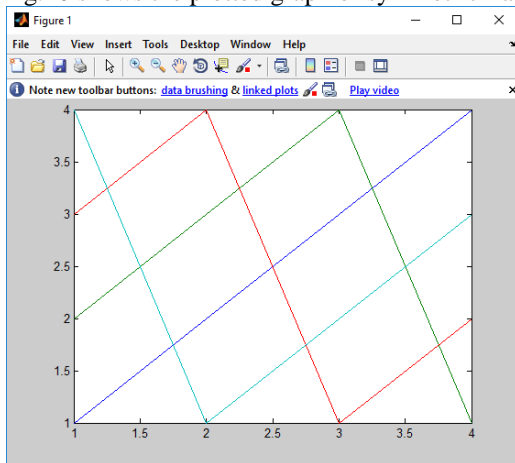 Figure 1
File Edit View Insert Tools Desktop Window Help
Note new toolbar buttons: data brushing & linked plots Play video
4
3.5
3
2.5
2
1.5
1
1 1.5 2 2.5 3 3.5 4